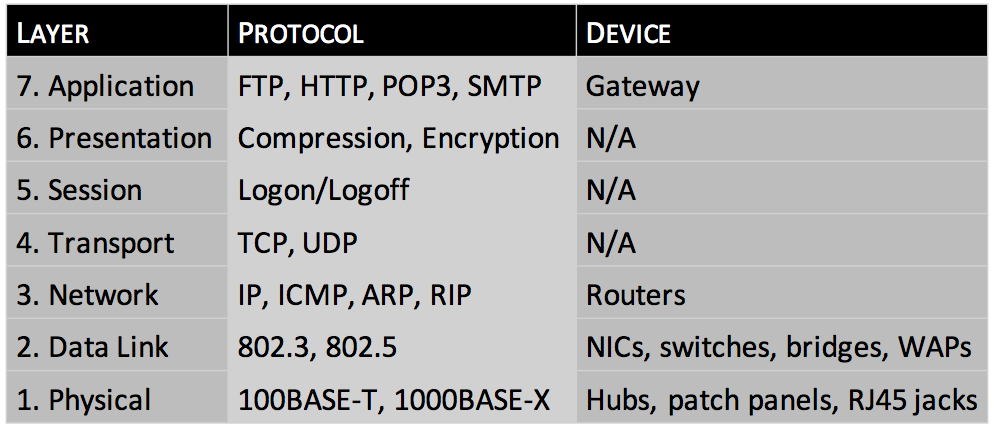 LAYER PROTOCOL DEVICE
7. Application FTP, HTTP, POP3, SMTP Gateway
6. Presentation Compression, Encryption N/A
5. Session Logon/Logoff N/A
4. Transport TCP, UDP N/A
3. Network IP, ICMP, ARP, RIP Routers
2. Data Link 802.3, 802.5 NICs, switches, bridges, WAPs
1. Physical 100BASE-T, 1000BASE-X Hubs, patch panels, RJ45 jacks